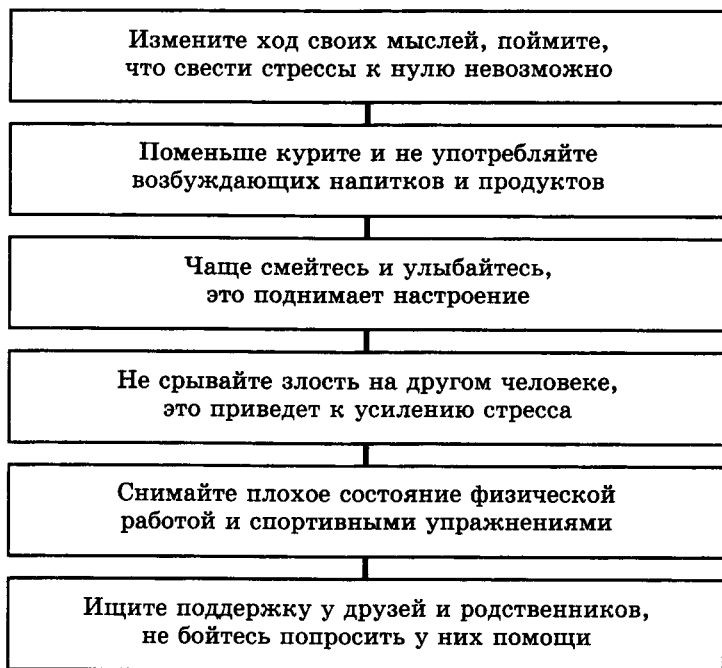 Измените ход своих мыслей, поймите,
что свести стрессы к нулю невозможно
Поменьше курите и не употребляйте
возбуждающих напитков и продуктов
Чаще смейтесь и улыбайтесь,
это поднимает настроение
Не срывайте злость на другом человеке,
это приведет к усилению стресса
Снимайте плохое состояние физической
работой и спортивными упражнениями
Ищите поддержку у друзей и родственников,
не бойтесь попросить у них помощи